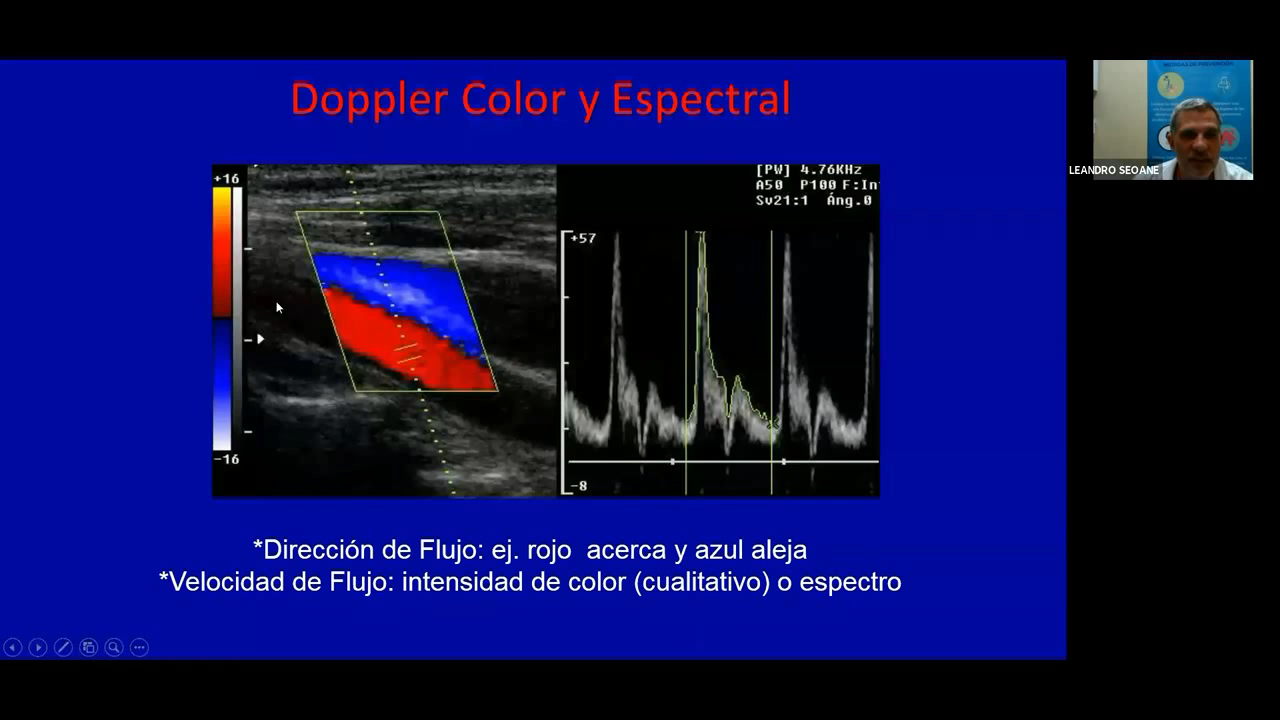 Doppler Color y Espectral
+16
-16
[PW] 4.76KHz
A50 P100 F:In
Sv21:1 Áng.0
+57
-8
*Dirección de Flujo: ej. rojo acerca y azul aleja
*Velocidad de Flujo: intensidad de color (cualitativo) o espectro
LEANDRO SEOANE